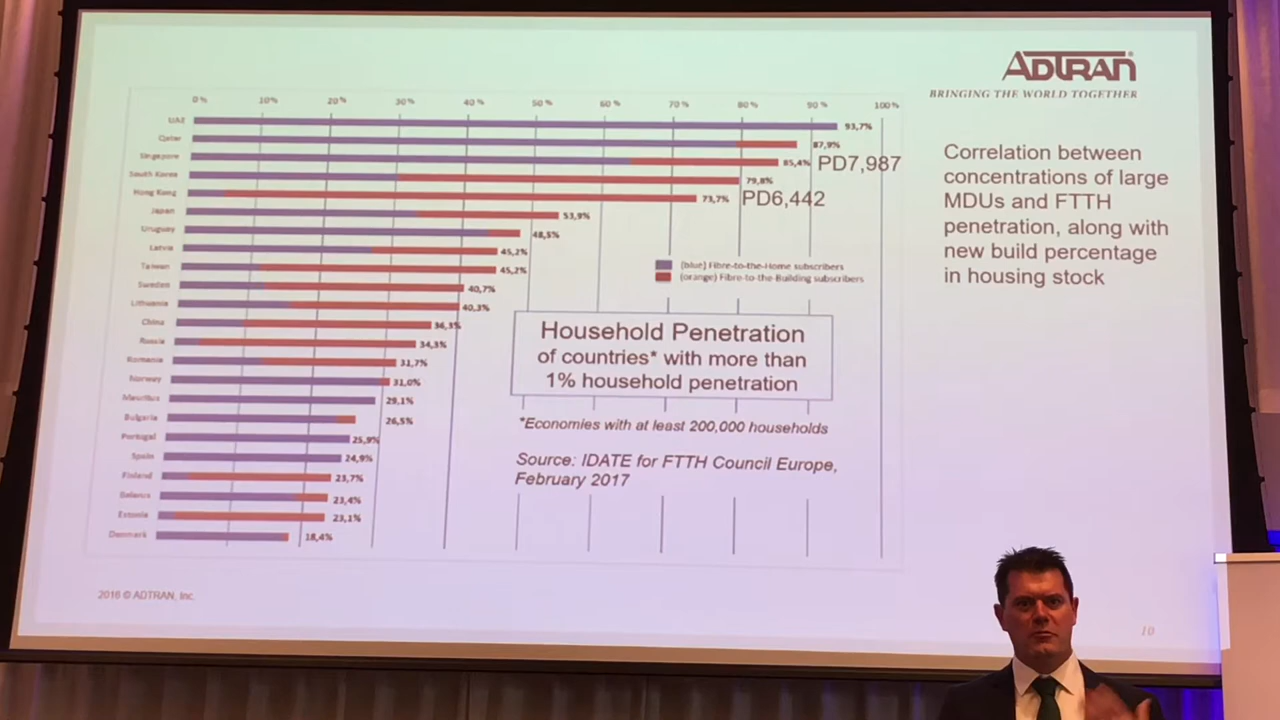 ADTRAN®
BRINGING THE WORLD TOGETHER
0% 10% 20% 30% 40% 50% 60% 70% 80% 90% 100%
UAE 93,7%
Qatar 87,9%
Singapore 85,4% PD7,987
South Korea 79,8%
Hong Kong 73,7% PD6,442
Japan 53,9%
Uruguay 48,5%
Latvia 45,2%
Taiwan 45,2%
Sweden 40,7%
Lithuania 40,3%
China 36,3%
Russia 34,3%
Romania 31,7%
Norway 31,0%
Mauritius 29,1%
Bulgaria 26,5%
Portugal 25,9%
Spain 24,9%
Finland 23,7%
Belarus 23,4%
Estonia 23,1%
Denmark 18,4%
(blue) Fibre-to-the-Home subscribers
(orange) Fibre-to-the-Building subscribers
Household Penetration
of countries* with more than
1% household penetration
*Economies with at least 200,000 households
Source: IDATE for FTTH Council Europe,
February 2017
Correlation between
concentrations of large
MDUs and FTTH
penetration, along with
new build percentage
in housing stock
2016 © ADTRAN, Inc.
10